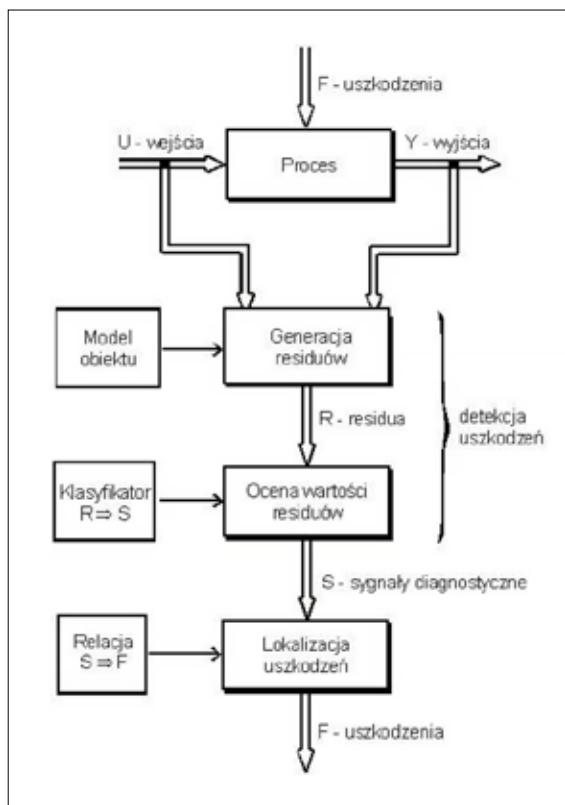 F - uszkodzenia
U - wejścia
Y - wyjścia
Proces
Model
obiektu
Generacja
residuów
R - residua
detekcja
uszkodzeń
Klasyfikator
R ⇒ S
Ocena wartości
residuów
S - sygnały diagnostyczne
Relacja
S ⇒ F
Lokalizacja
uszkodzeń
F - uszkodzenia